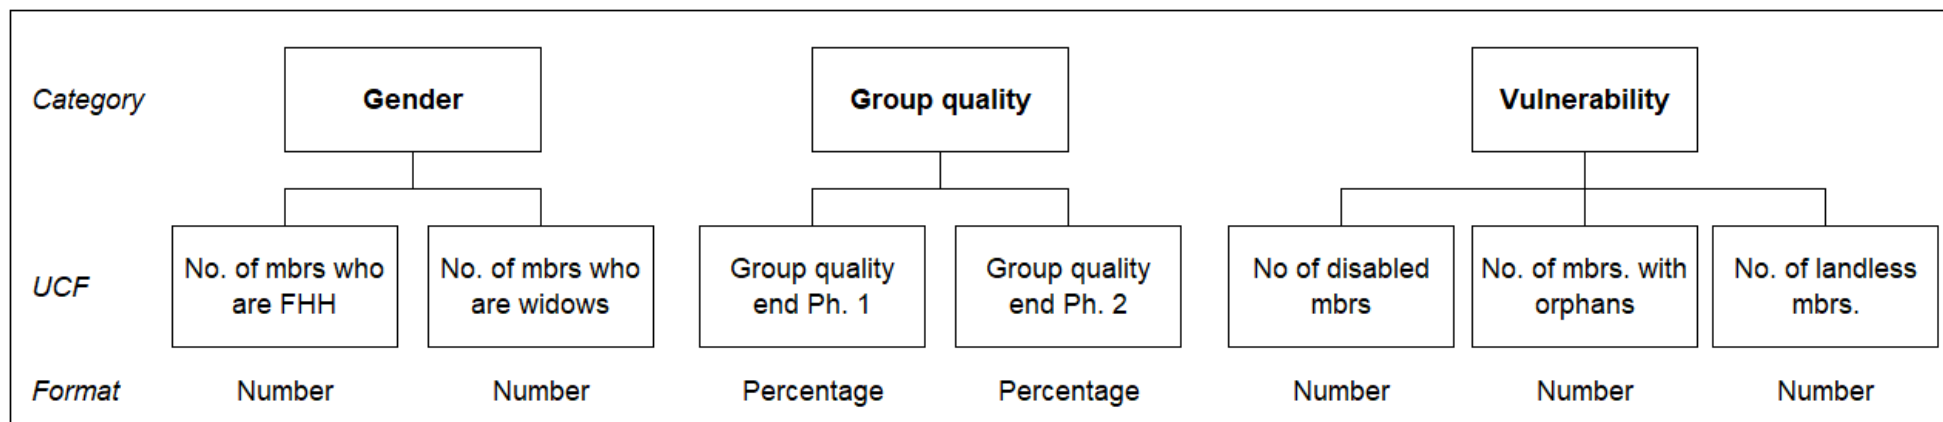 Category
Gender
Group quality
Vulnerability
UCF
No. of mbrs who
are FHH
No. of mbrs who
are widows
Group quality
end Ph. 1
Group quality
end Ph. 2
No of disabled
mbrs
No. of mbrs. with
orphans
No. of landless
mbrs.
Format
Number
Number
Percentage
Percentage
Number
Number
Number